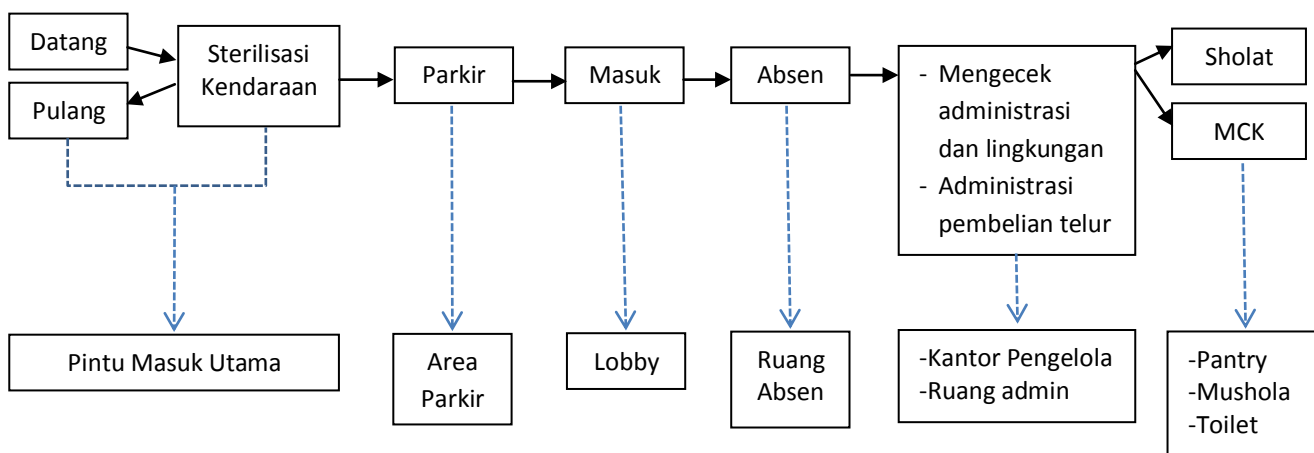 Datang
Pulang
Sterilisasi
Kendaraan
Parkir
Masuk
Absen
- Mengecek
administrasi
dan lingkungan
- Administrasi
pembelian telur
Sholat
MCK
Pintu Masuk Utama
Area
Parkir
Lobby
Ruang
Absen
-Kantor Pengelola
-Ruang admin
-Pantry
-Mushola
-Toilet